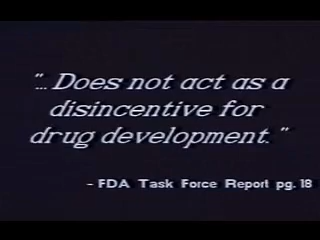 "... Does not act as a
disincentive for
drug development."
- FDA Task Force Report pg. 18